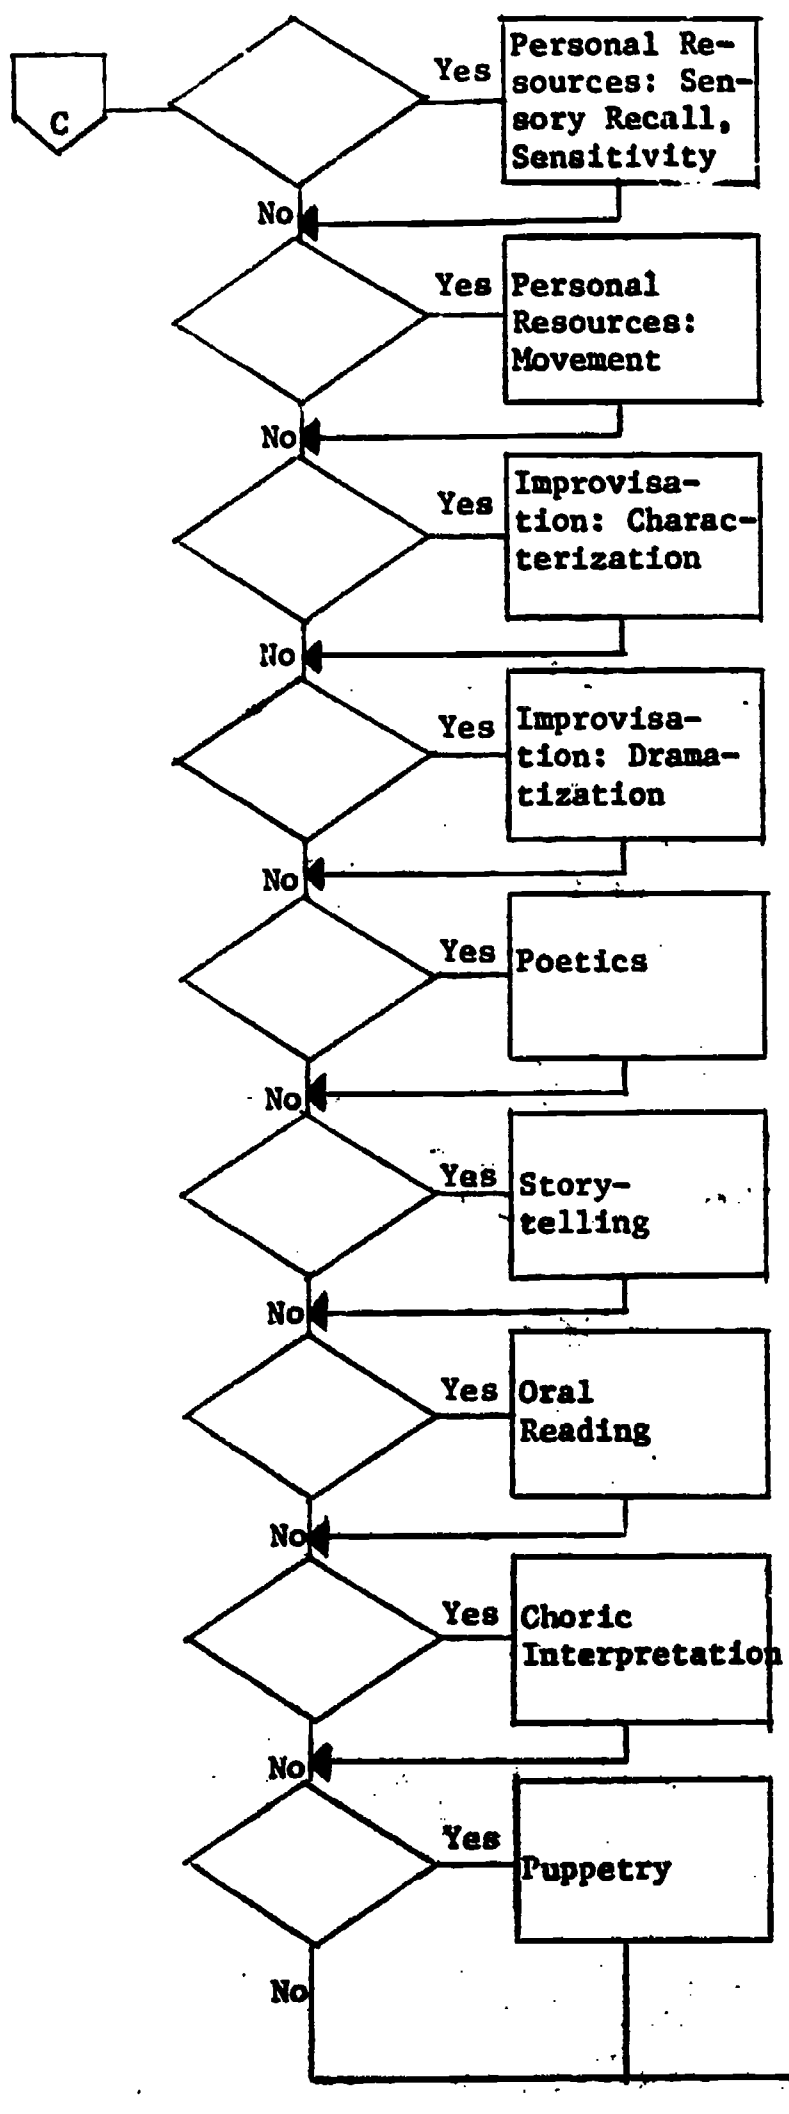 C
Yes
Personal Re-
sources: Sen-
sory Recall,
Sensitivity
No
Yes
Personal
Resources:
Movement
No
Yes
Improvisa-
tion: Charac-
terization
No
Yes
Improvisa-
tion: Drama-
tization
No
Yes
Poetics
No
Yes
Story-
telling
No
Yes
Oral
Reading
No
Yes
Choric
Interpretation
No
Yes
Puppetry
No